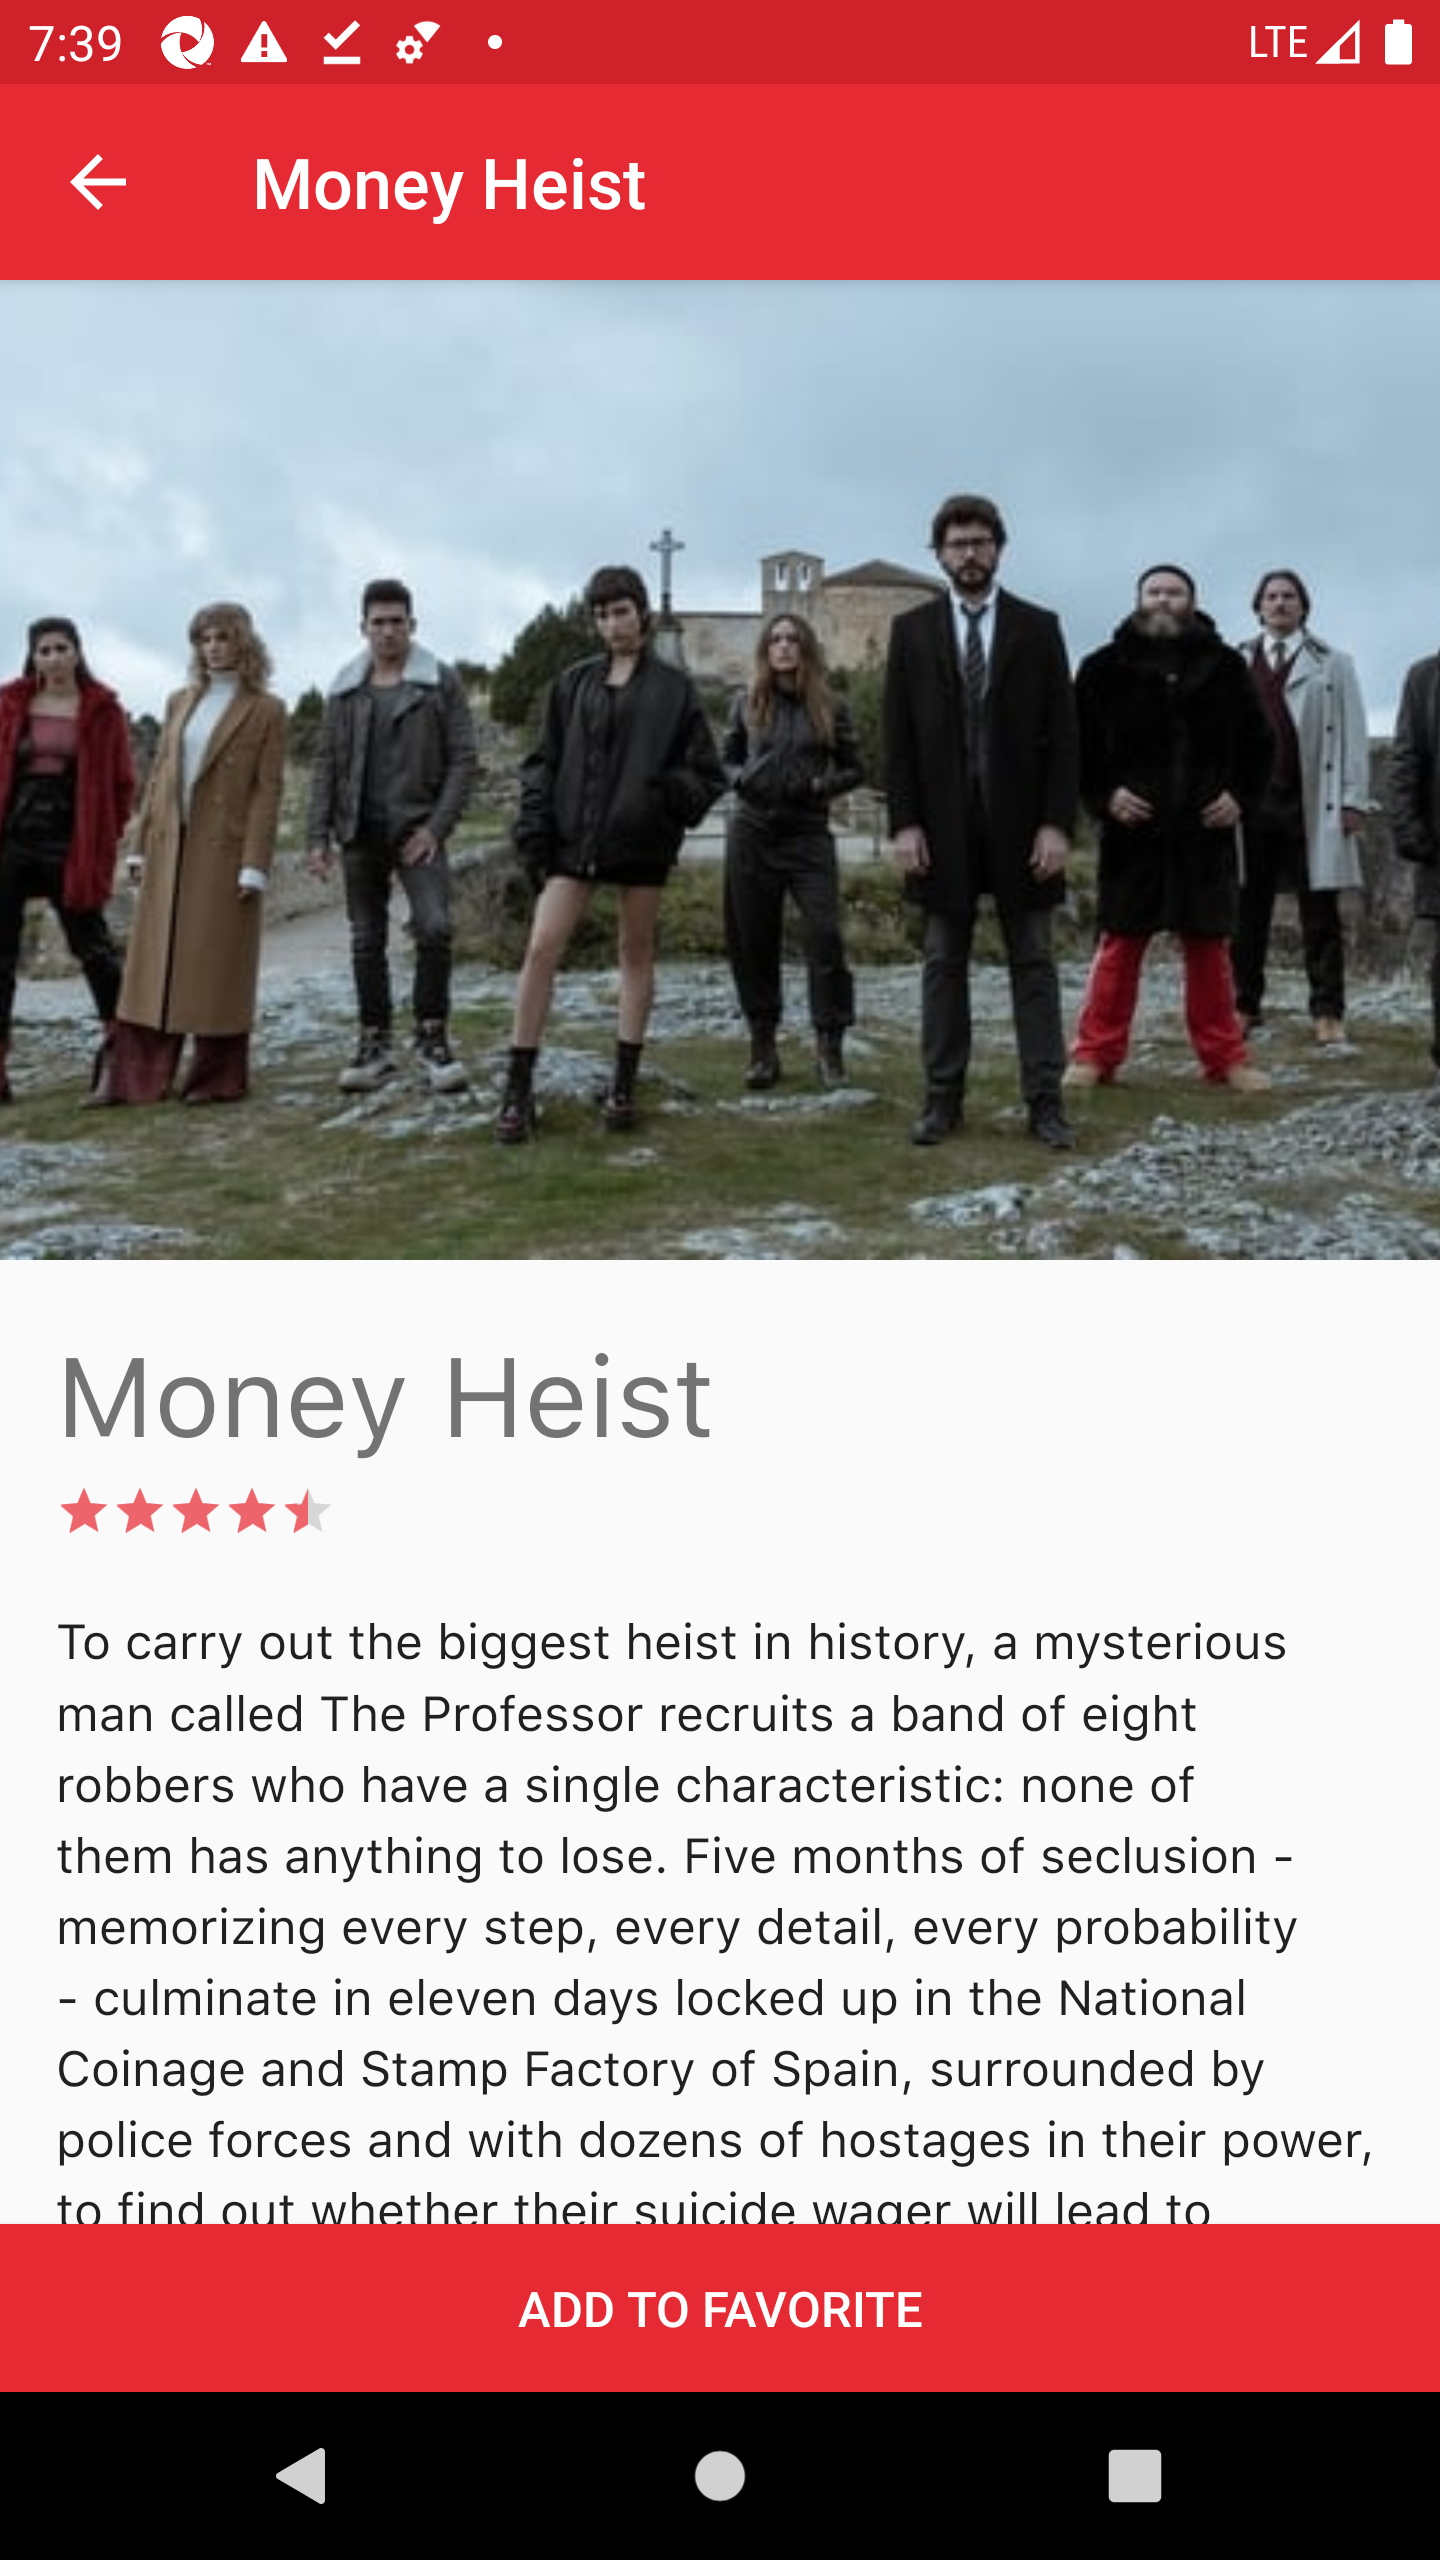 7:39
LTE
Money Heist
Money Heist
To carry out the biggest heist in history, a mysterious
man called The Professor recruits a band of eight
robbers who have a single characteristic: none of
them has anything to lose. Five months of seclusion -
memorizing every step, every detail, every probability
- culminate in eleven days locked up in the National
Coinage and Stamp Factory of Spain, surrounded by
police forces and with dozens of hostages in their power,
to find out whether their suicide wager will lead to
ADD TO FAVORITE